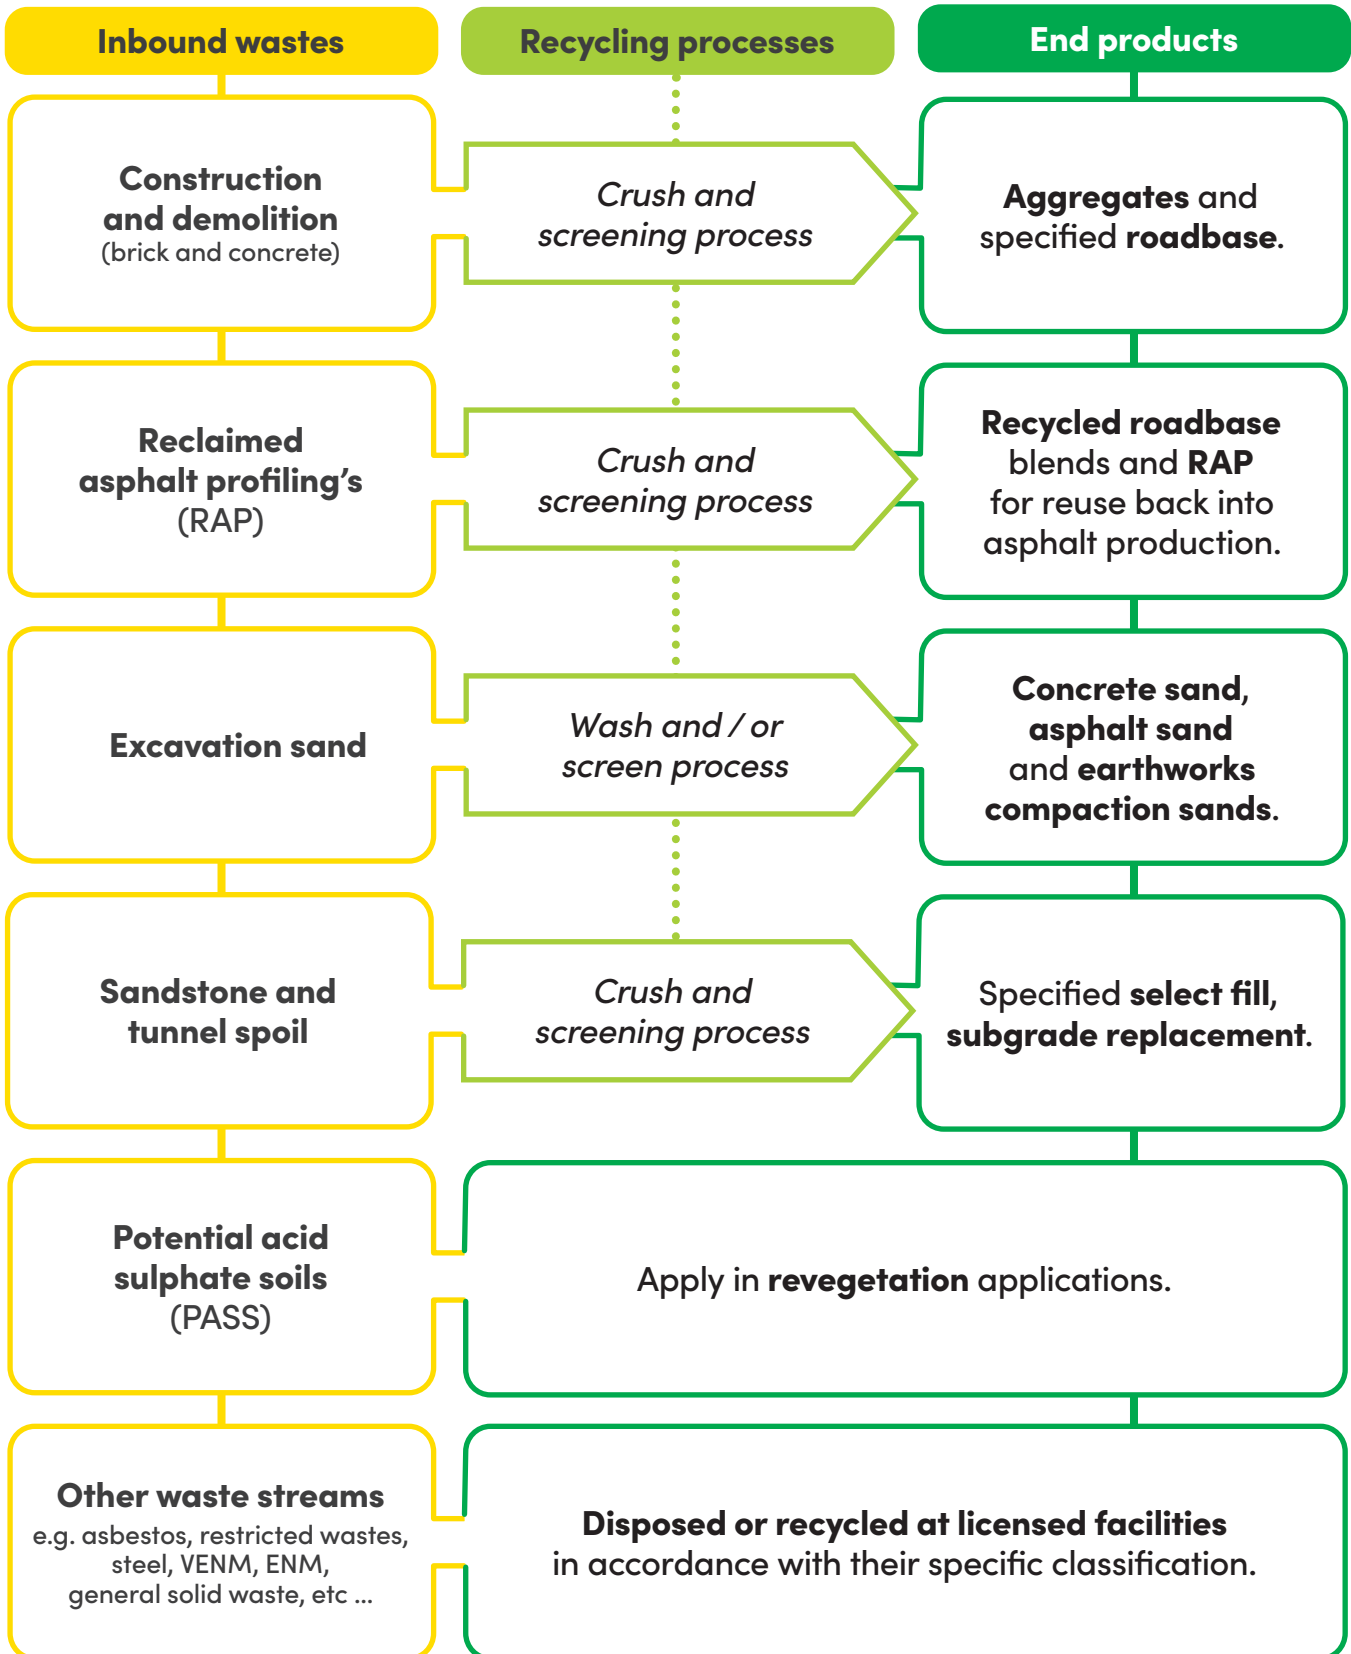 Inbound wastes
Recycling processes
End products
Construction
and demolition
(brick and concrete)
Crush and
screening process
Aggregates and
specified roadbase.
Reclaimed
asphalt profiling's
(RAP)
Crush and
screening process
Recycled roadbase
blends and RAP
for reuse back into
asphalt production.
Excavation sand
Wash and / or
screen process
Concrete sand,
asphalt sand
and earthworks
compaction sands.
Sandstone and
tunnel spoil
Crush and
screening process
Specified select fill,
subgrade replacement.
Potential acid
sulphate soils
(PASS)
Apply in revegetation applications.
Other waste streams
e.g. asbestos, restricted wastes,
steel, VENM, ENM,
general solid waste, etc ...
Disposed or recycled at licensed facilities
in accordance with their specific classification.